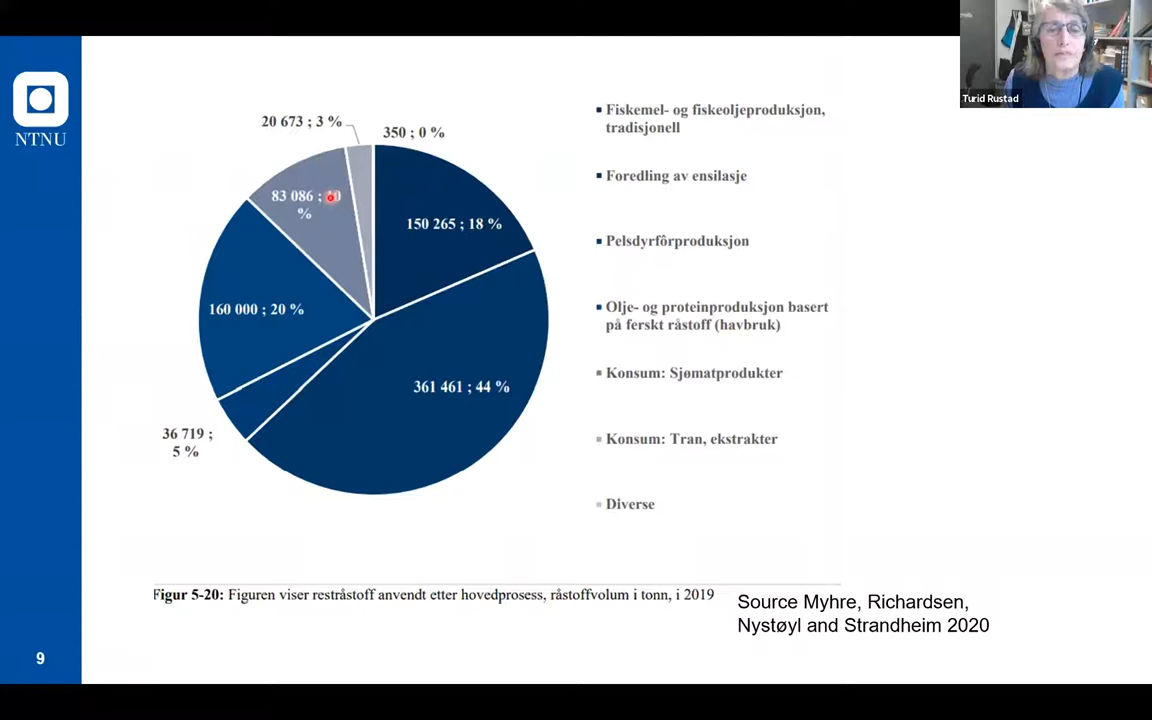 Turid Rustad
NTNU
20 673 ; 3 %
350 ; 0 %
83 086 ;
%
150 265 ; 18 %
160 000 ; 20 %
361 461 ; 44 %
36 719 ;
5 %
Fiskemel- og fiskeoljeproduksjon,
tradisjonell
Foredling av ensilasje
Pelsdyrfôrproduksjon
Olje- og proteinproduksjon basert
på ferskt råstoff (havbruk)
Konsum: Sjømatprodukter
Konsum: Tran, ekstrakter
Diverse
Figur 5-20: Figuren viser restråstoff anvendt etter hovedprosess, råstoffvolum i tonn, i 2019
Source Myhre, Richardsen,
Nystøyl and Strandheim 2020
9